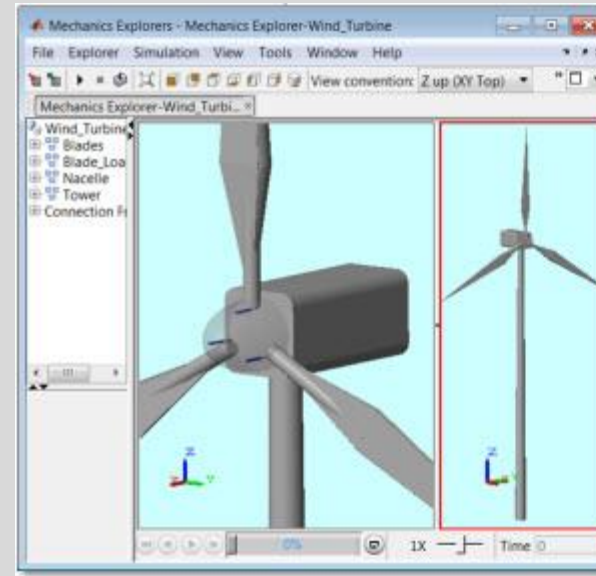 Mechanics Explorers - Mechanics Explorer-Wind_Turbine
File Explorer Simulation View Tools Window Help
View convention: Z up (XY Top)
Mechanics Explorer-Wind_Turbi...
Wind_Turbine
Blades
Blade_Loa
Nacelle
Tower
Connection Fr
Z
Y
Z
0%
1X
Time 0